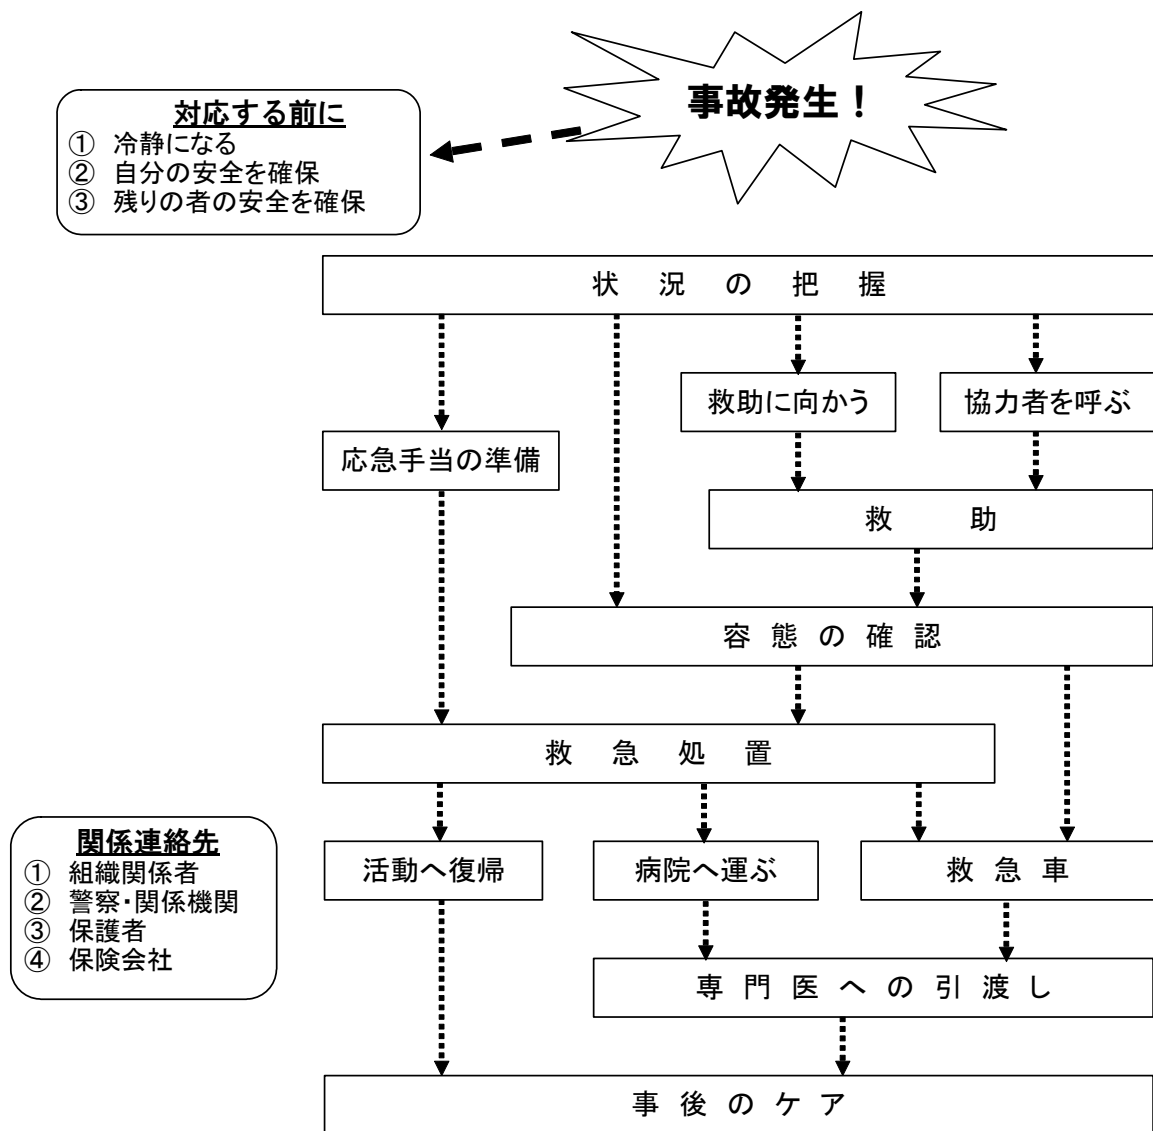 事故発生！
対応する前に
① 冷静になる
② 自分の安全を確保
③ 残りの者の安全を確保
状況の把握
救助に向かう
協力者を呼ぶ
応急手当の準備
救助
容態の確認
救急処置
関係連絡先
① 組織関係者
② 警察・関係機関
③ 保護者
④ 保険会社
活動へ復帰
病院へ運ぶ
救急車
専門医への引渡し
事後のケア